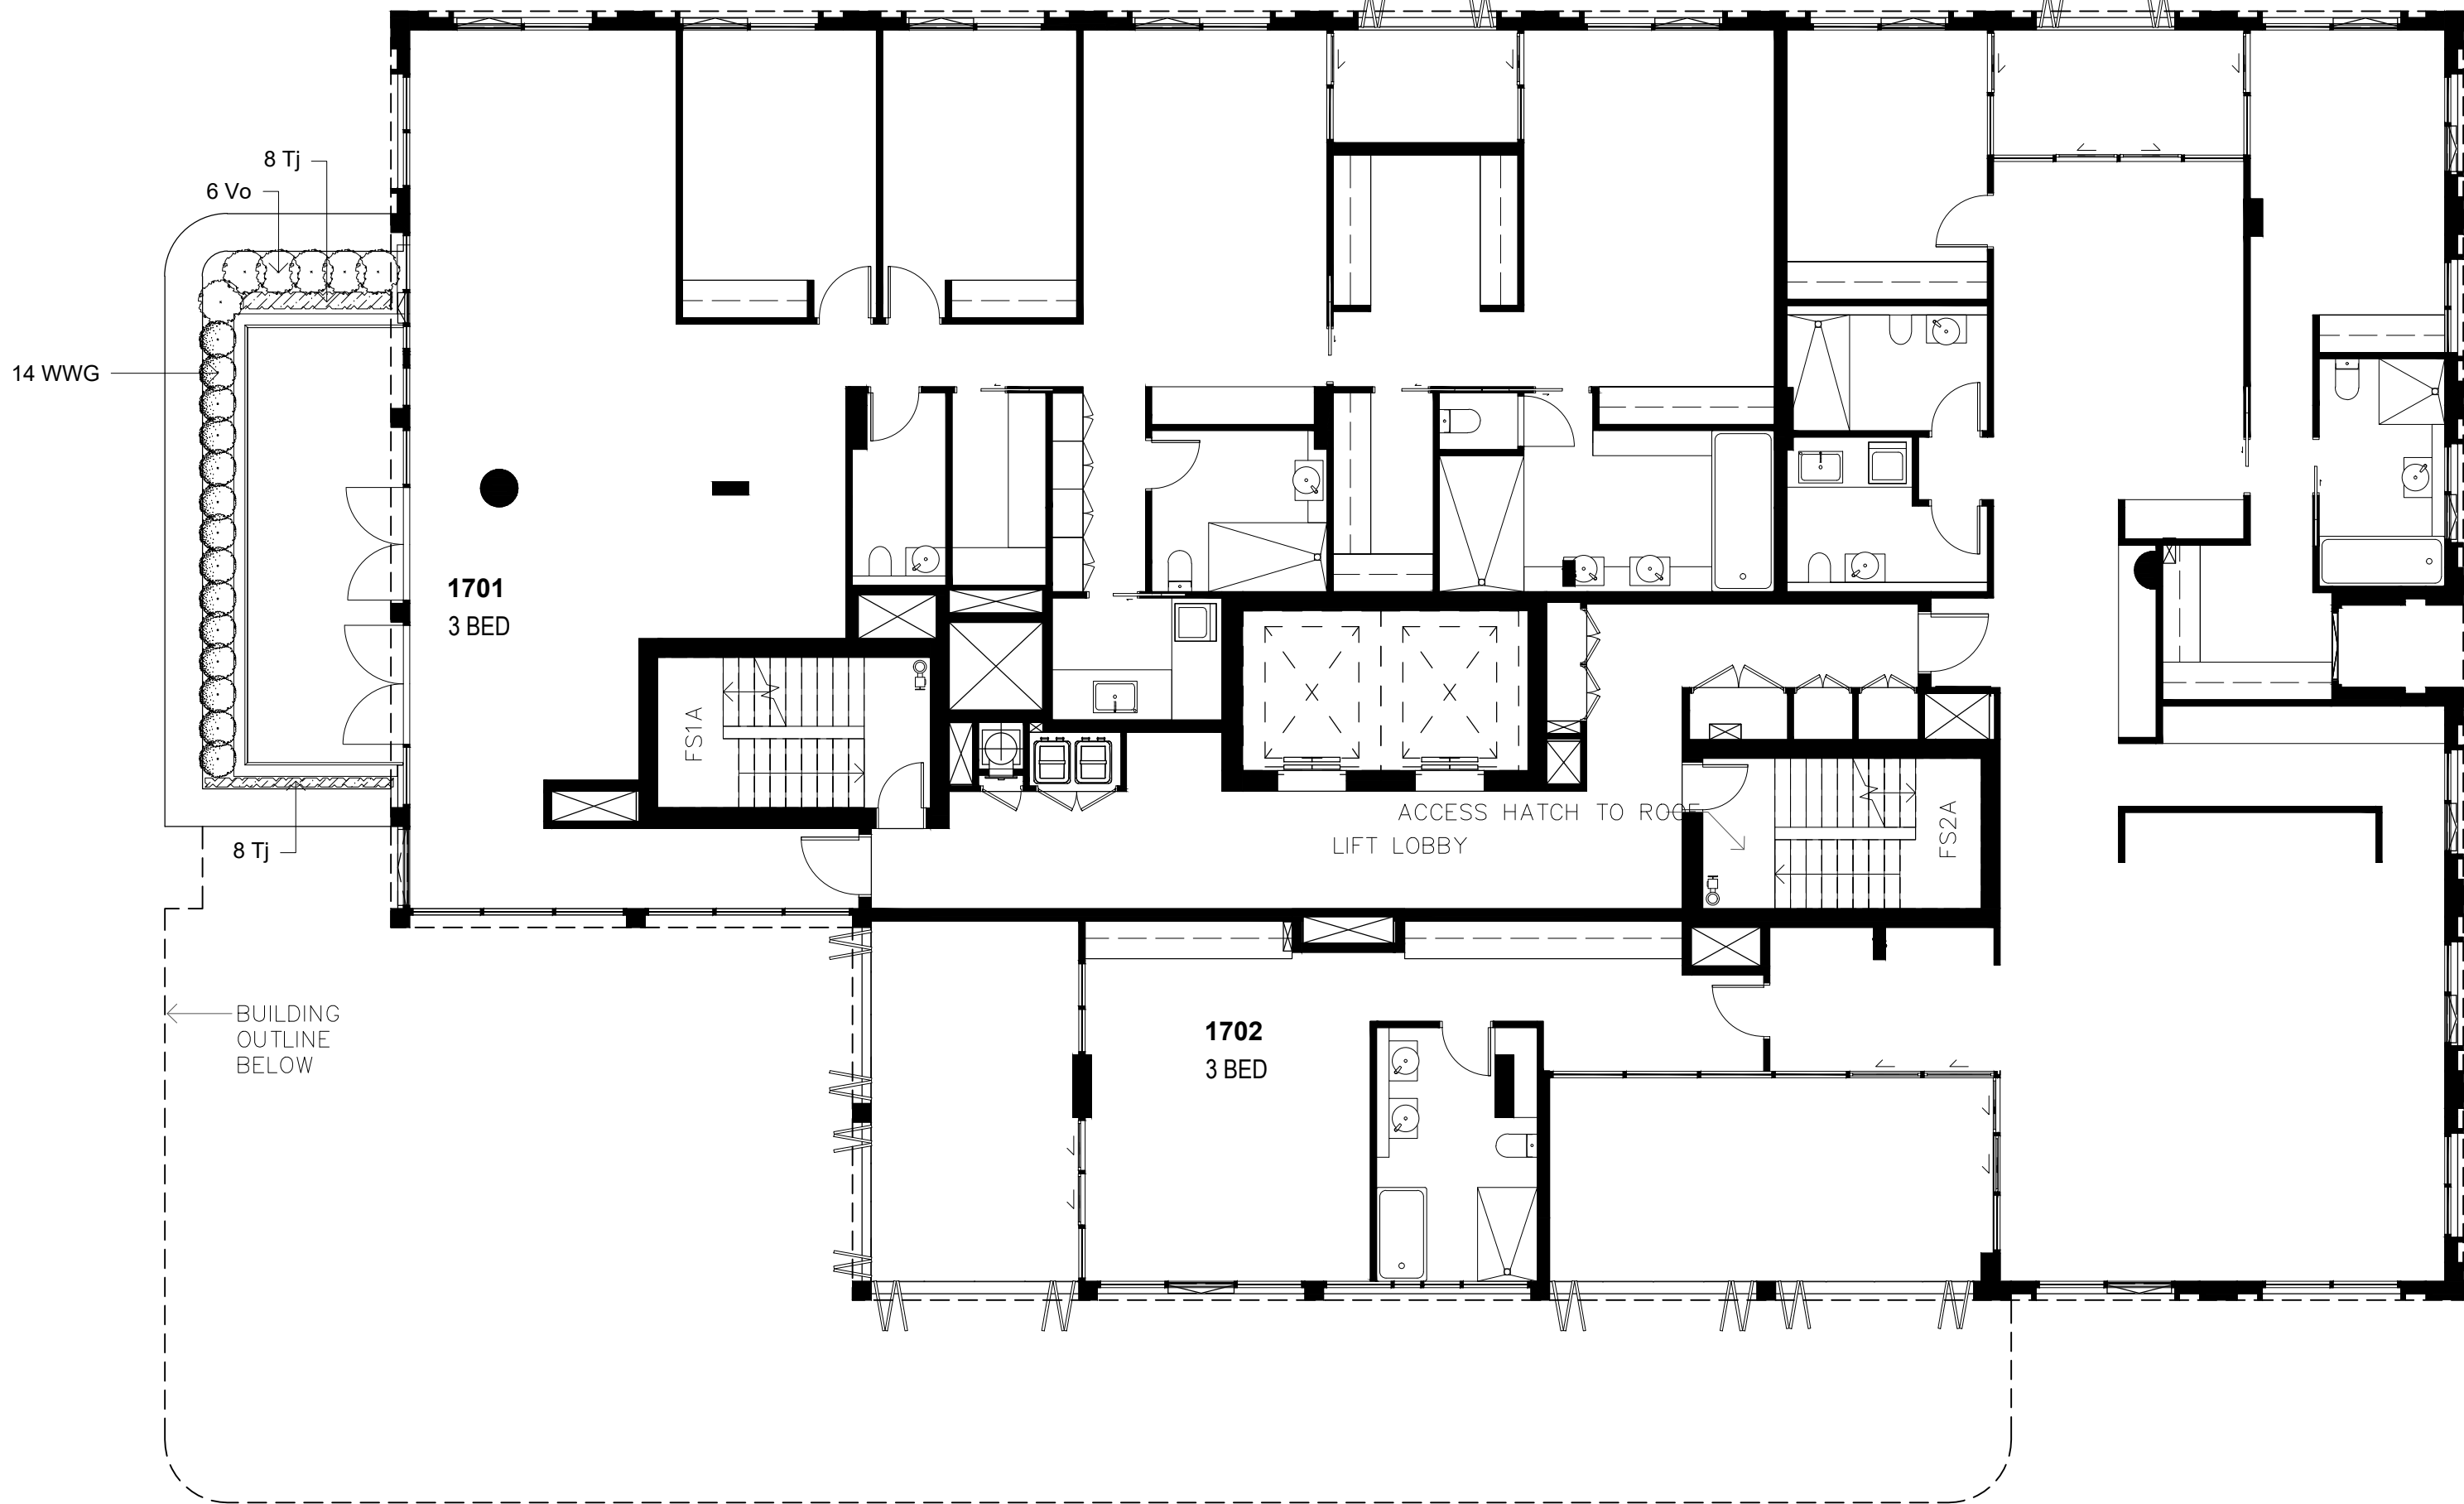 8 Tj
6 Vo
14 WWG
1701
3 BED
FS1A
ACCESS HATCH TO ROOF
LIFT LOBBY
FS2A
8 Tj
BUILDING
OUTLINE
BELOW
1702
3 BED